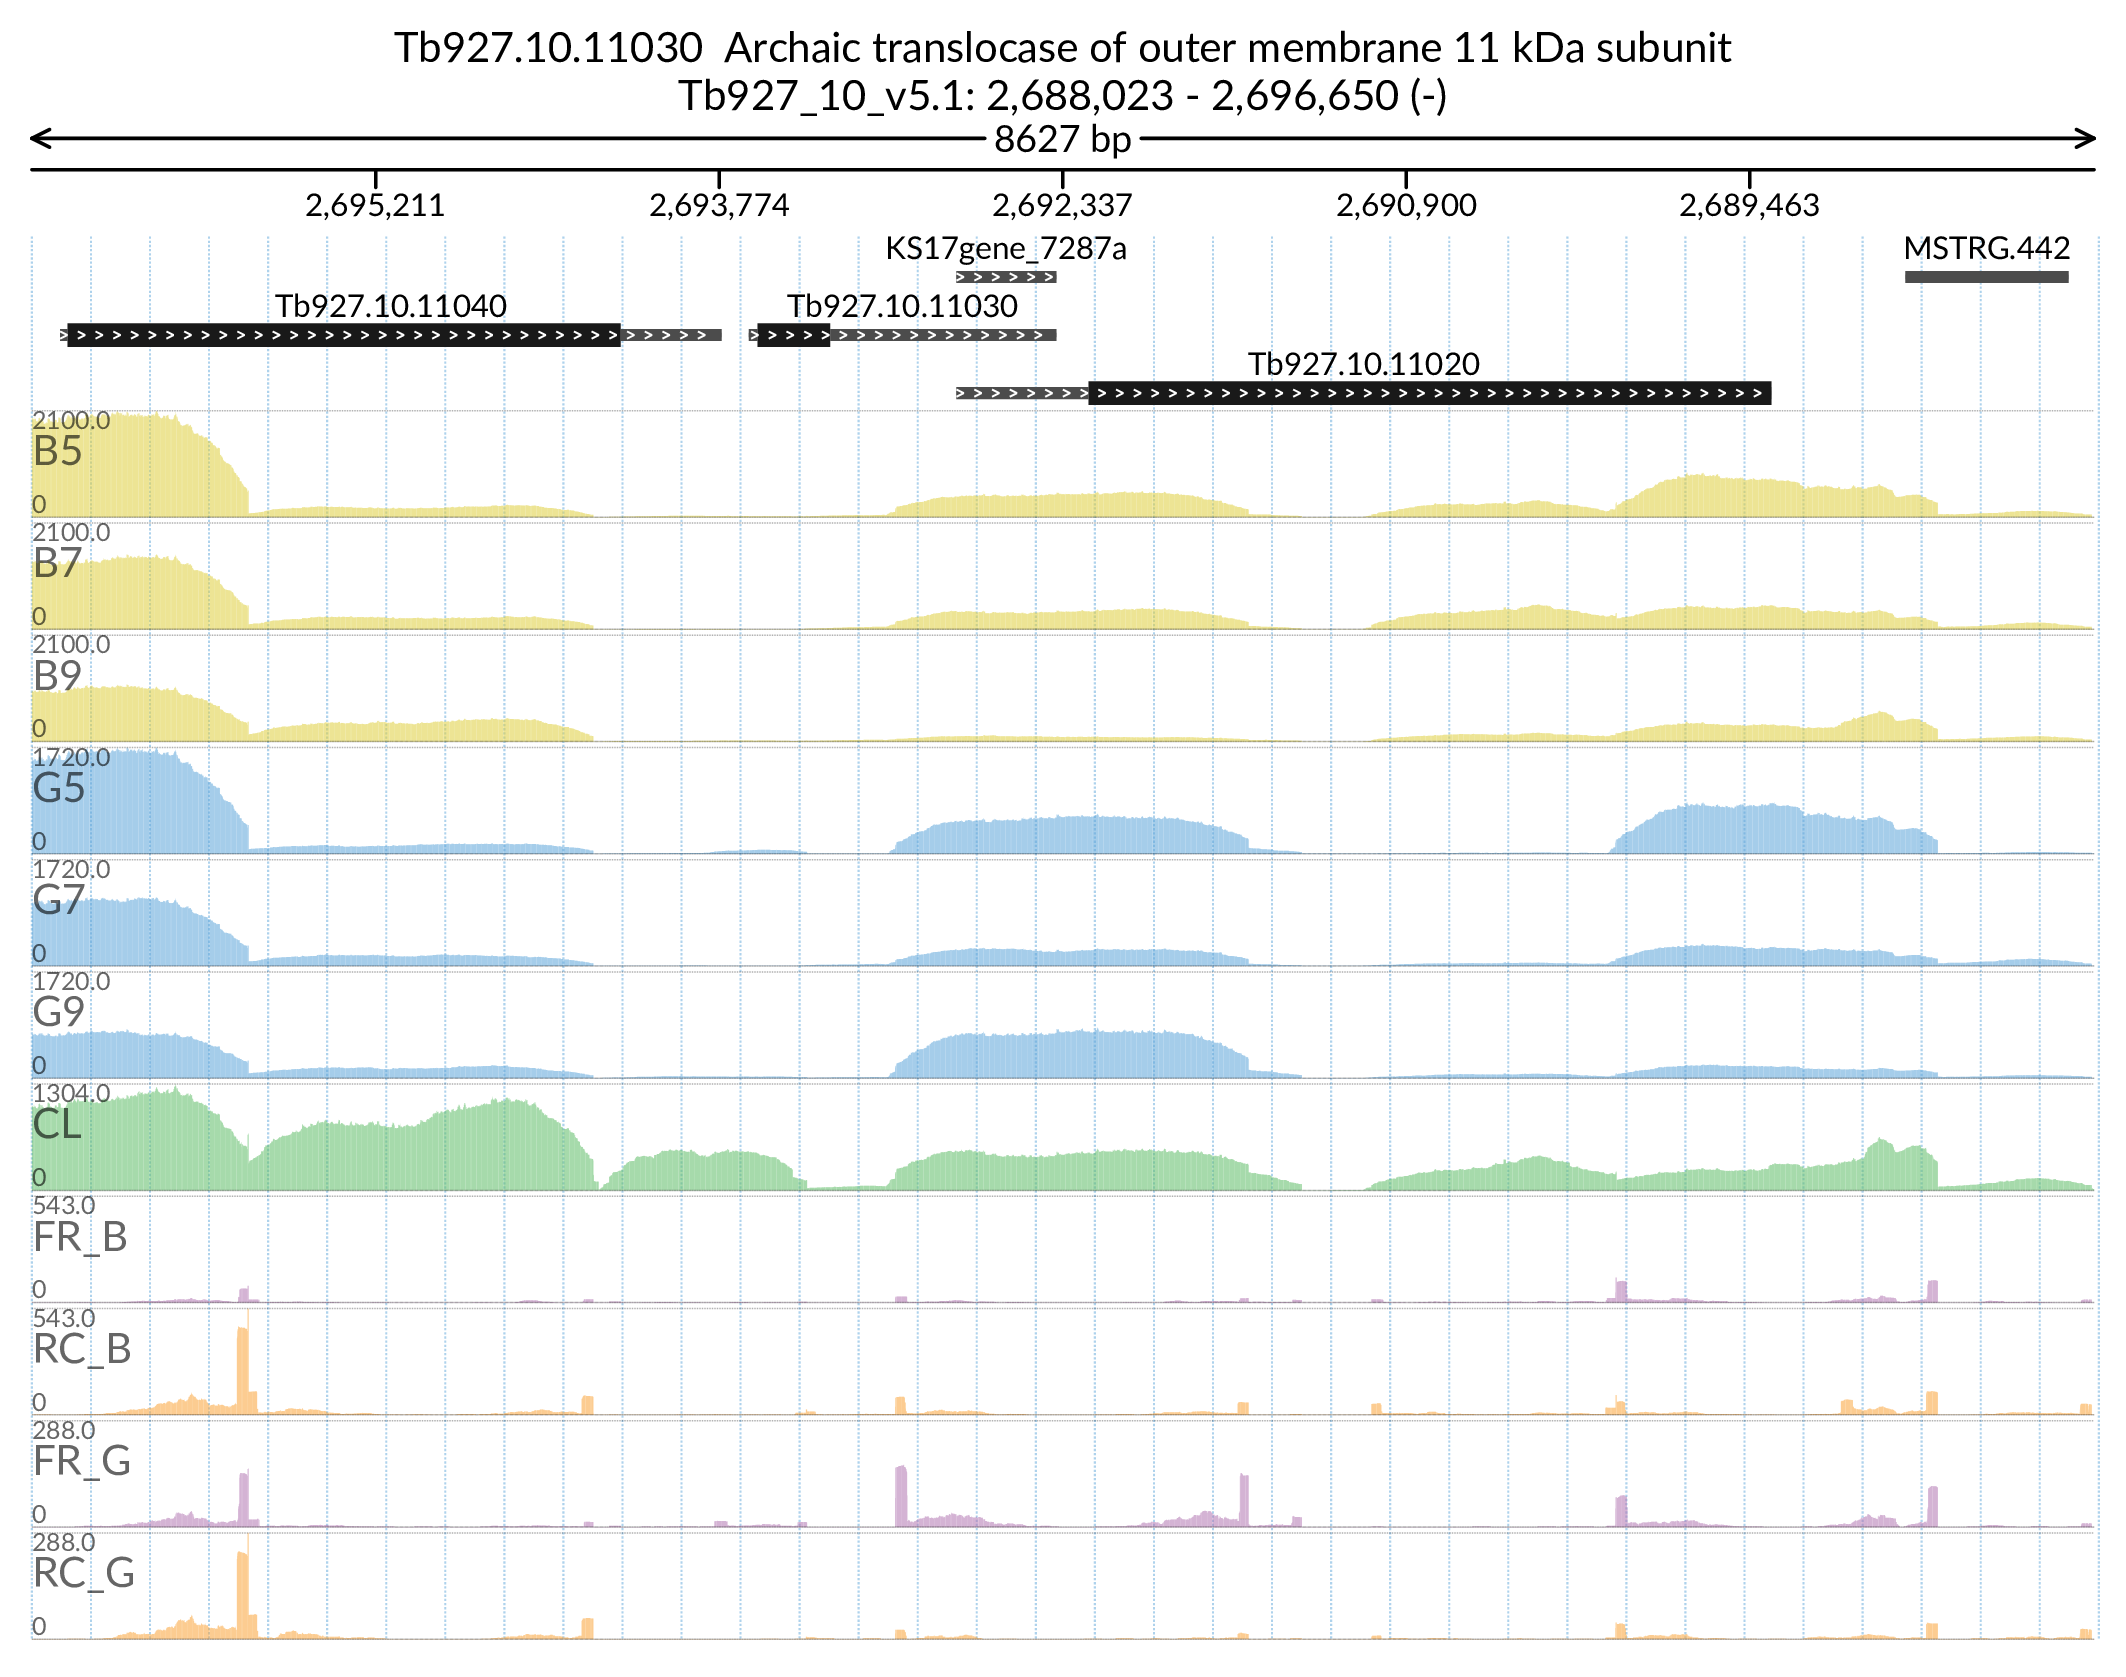 Tb927.10.11030  Archaic translocase of outer membrane 11 kDa subunit
Tb927_10_v5.1: 2,688,023 - 2,696,650 (-)
8627 bp
2,695,211 2,693,774 2,692,337 2,690,900 2,689,463
KS17gene_7287a MSTRG.442
Tb927.10.11040 Tb927.10.11030
Tb927.10.11020
2100.0
B5
0
2100.0
B7
0
2100.0
B9
0
1720.0
G5
0
1720.0
G7
0
1720.0
G9
0
1304.0
CL
0
543.0
FR_B
0
543.0
RC_B
0
288.0
FR_G
0
288.0
RC_G
0